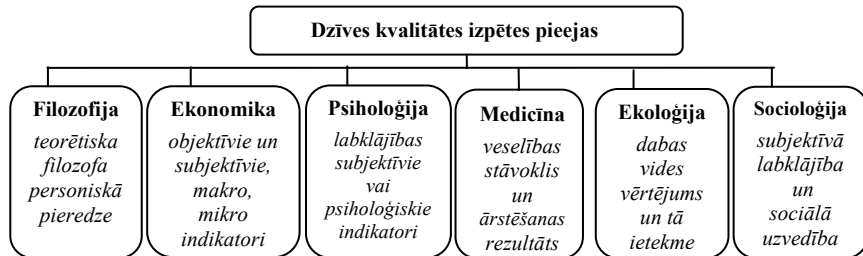 Dzīves kvalitātes izpētes pieejas
Filozofija
teorētiska
filozofa
personiskā
pieredze
Ekonomika
objektīvie un
subjektīvie,
makro,
mikro
indikatori
Psiholoģija
labklājības
subjektīvie
vai
psiholoģiskie
indikatori
Medicīna
veselības
stāvoklis
un
ārstēšanas
rezultāts
Ekoloģija
dabas
vides
vērtējums
un tā
ietekme
Socioloģija
subjektīvā
labklājība
un
sociālā
uzvedība